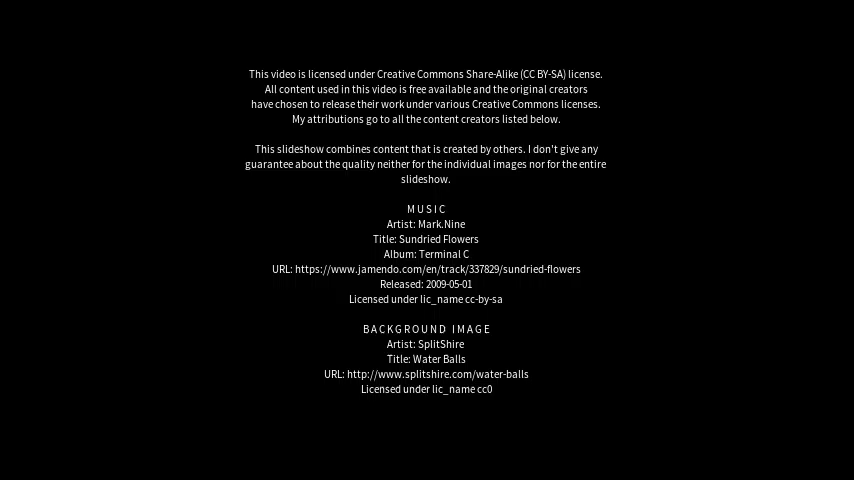 This video is licensed under Creative Commons Share-Alike (CC BY-SA) license.
All content used in this video is free available and the original creators
have chosen to release their work under various Creative Commons licenses.
My attributions go to all the content creators listed below.
This slideshow combines content that is created by others. I don't give any
guarantee about the quality neither for the individual images nor for the entire
slideshow.
MUSIC
Artist: Mark.Nine
Title: Sundried Flowers
Album: Terminal C
URL: https://www.jamendo.com/en/track/337829/sundried-flowers
Released: 2009-05-01
Licensed under lic_name cc-by-sa
BACKGROUND IMAGE
Artist: SplitShire
Title: Water Balls
URL: http://www.splitshire.com/water-balls
Licensed under lic_name cc0